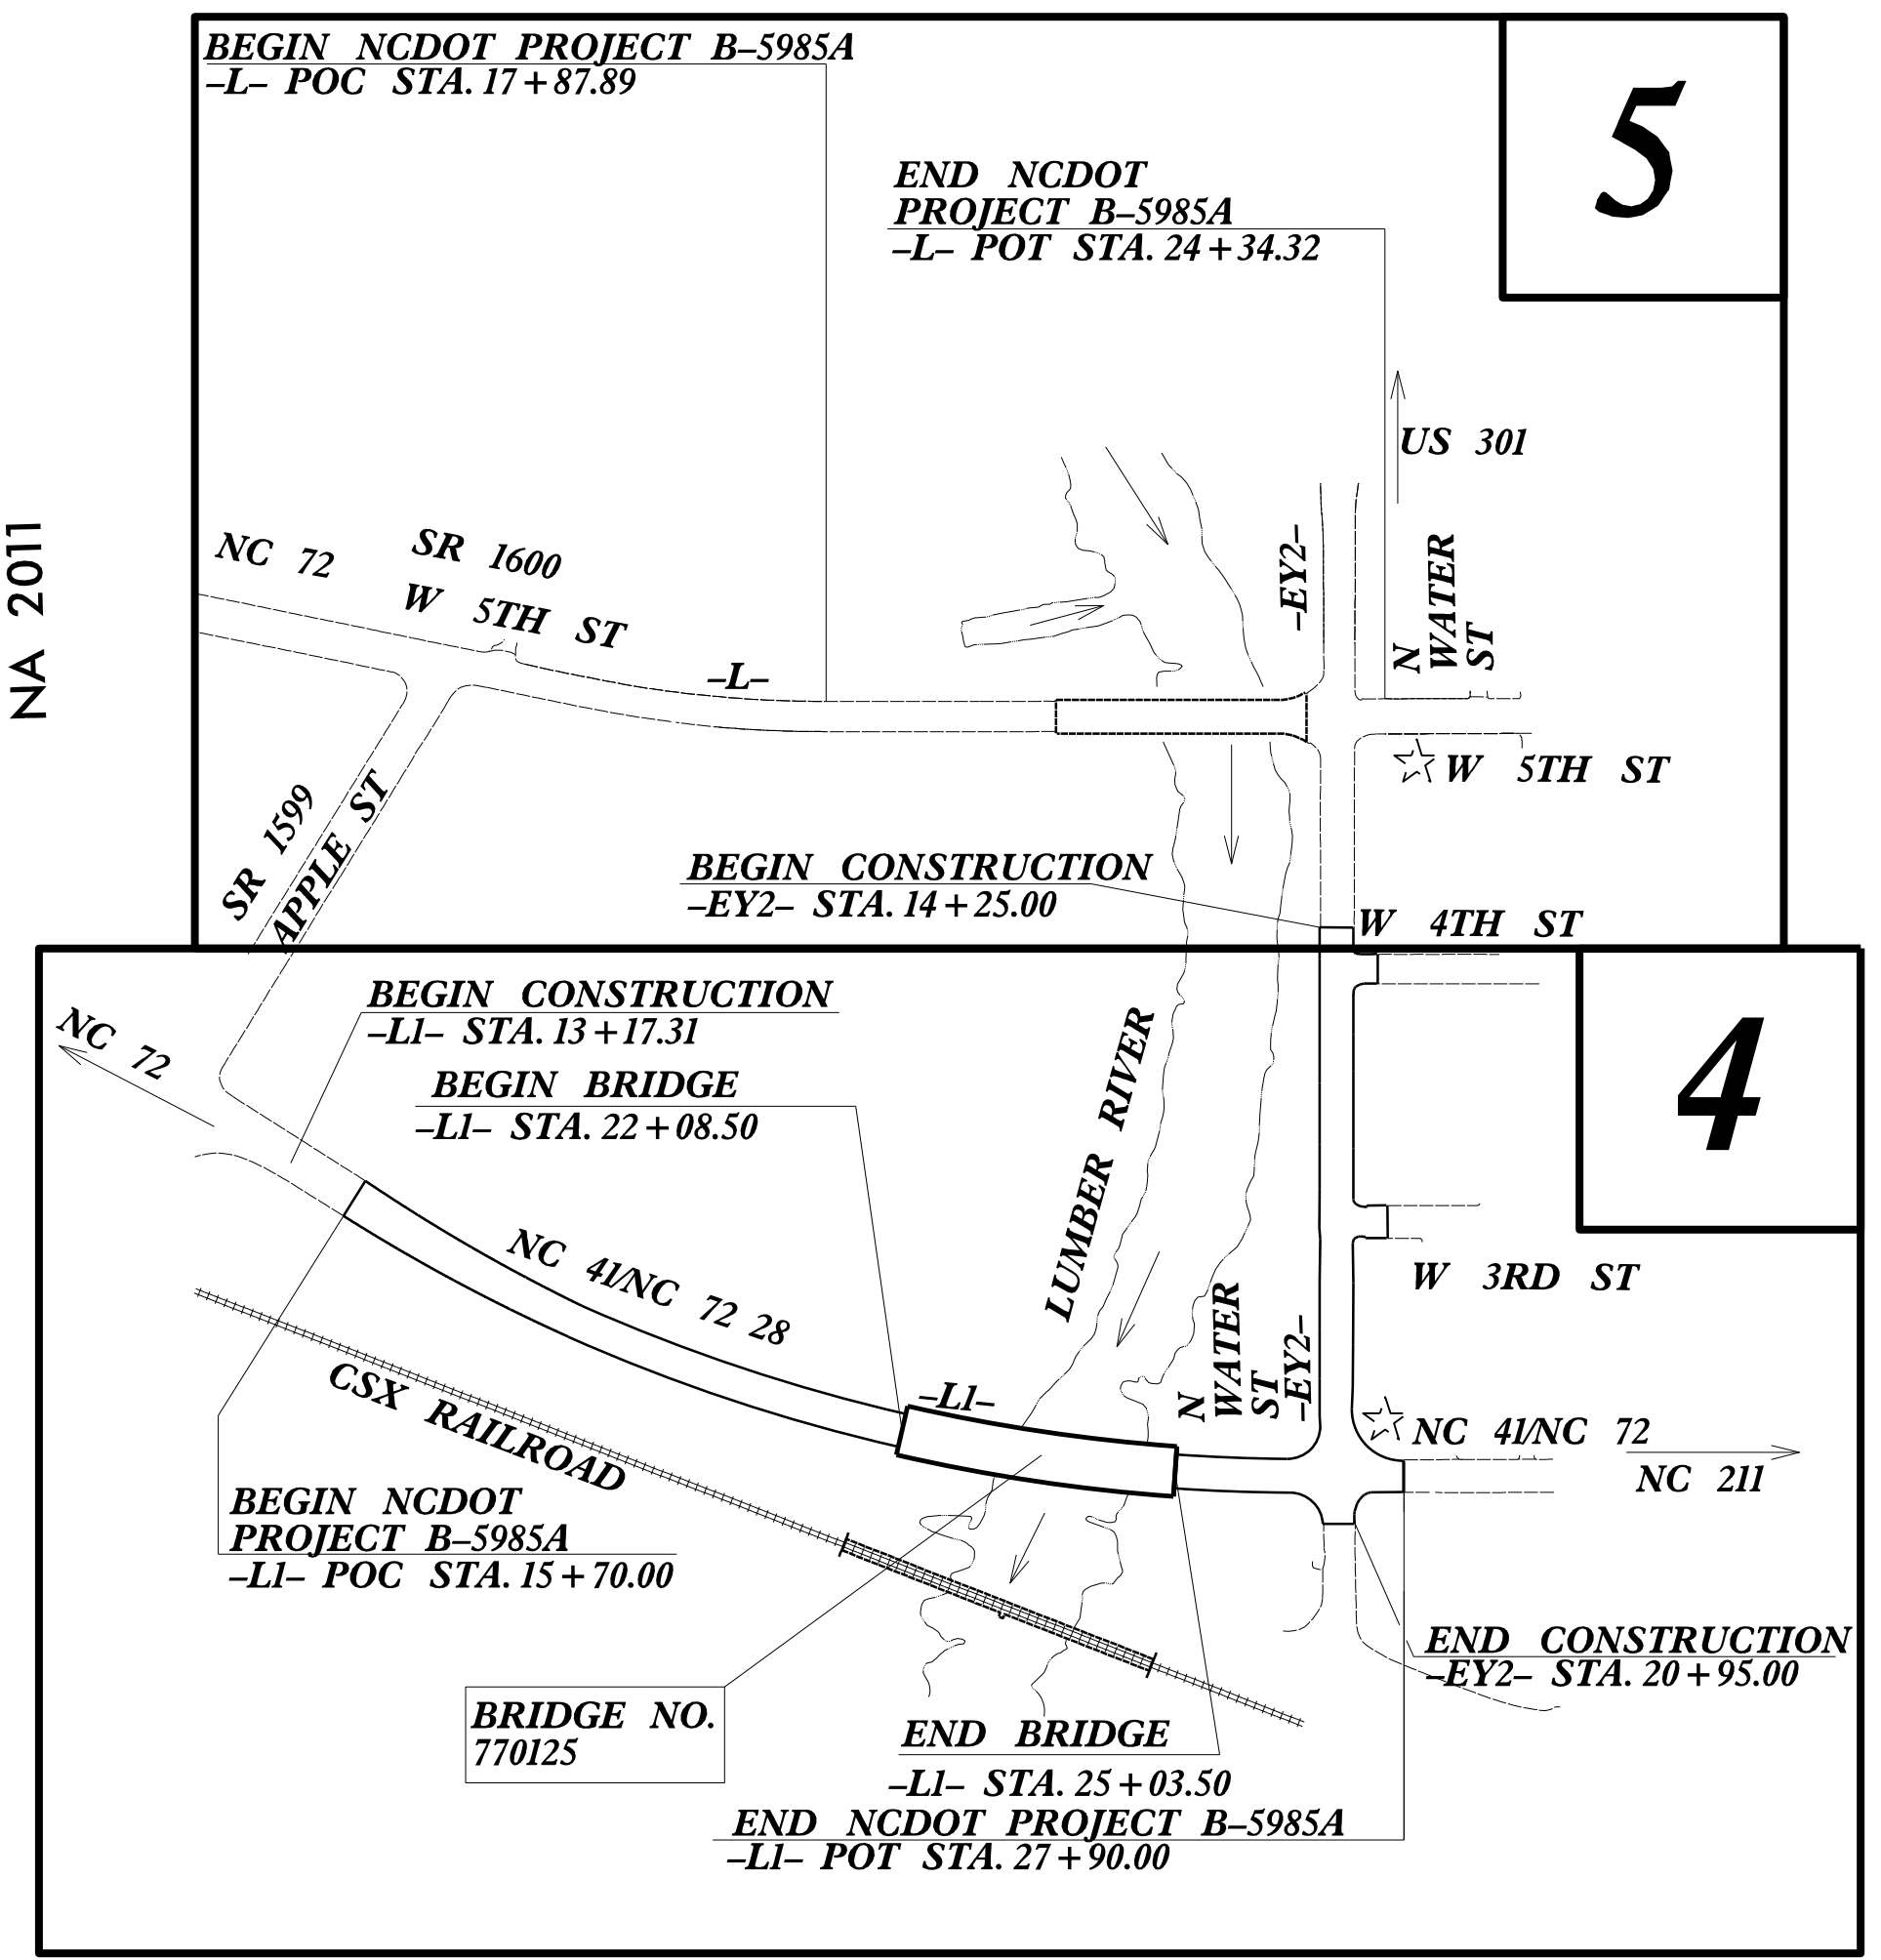 BEGIN NCDOT PROJECT B–5985A
–L– POC STA. 17+87.89
5
END NCDOT
PROJECT B–5985A
–L– POT STA. 24+34.32
US 301
NA 2011
NC 72
SR 1600
W 5TH ST
–L–
–EY2–
N
WATER
ST
W 5TH ST
SR 1599
APPLE ST
BEGIN CONSTRUCTION
–EY2– STA. 14+25.00
W 4TH ST
4
NC 72
BEGIN CONSTRUCTION
–L1– STA. 13+17.31
BEGIN BRIDGE
–L1– STA. 22+08.50
LUMBER RIVER
NC 41/NC 72 28
W 3RD ST
N
WATER
ST
–EY2–
–L1–
CSX RAILROAD
NC 41/NC 72
NC 211
BEGIN NCDOT
PROJECT B–5985A
–L1– POC STA. 15+70.00
END CONSTRUCTION
–EY2– STA. 20+95.00
BRIDGE NO.
770125
END BRIDGE
–L1– STA. 25+03.50
END NCDOT PROJECT B–5985A
–L1– POT STA. 27+90.00